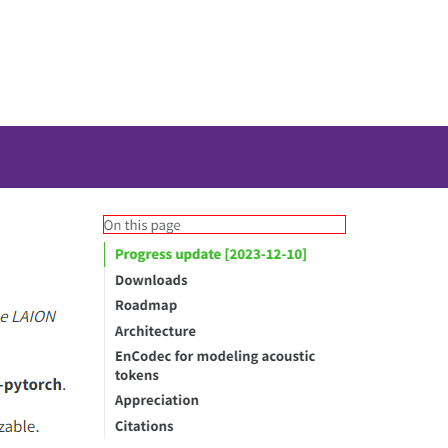 On this page
Progress update [2023-12-10]
Downloads
Roadmap
e LAION
Architecture
EnCodec for modeling acoustic
tokens
-pytorch.
Appreciation
zable.
Citations